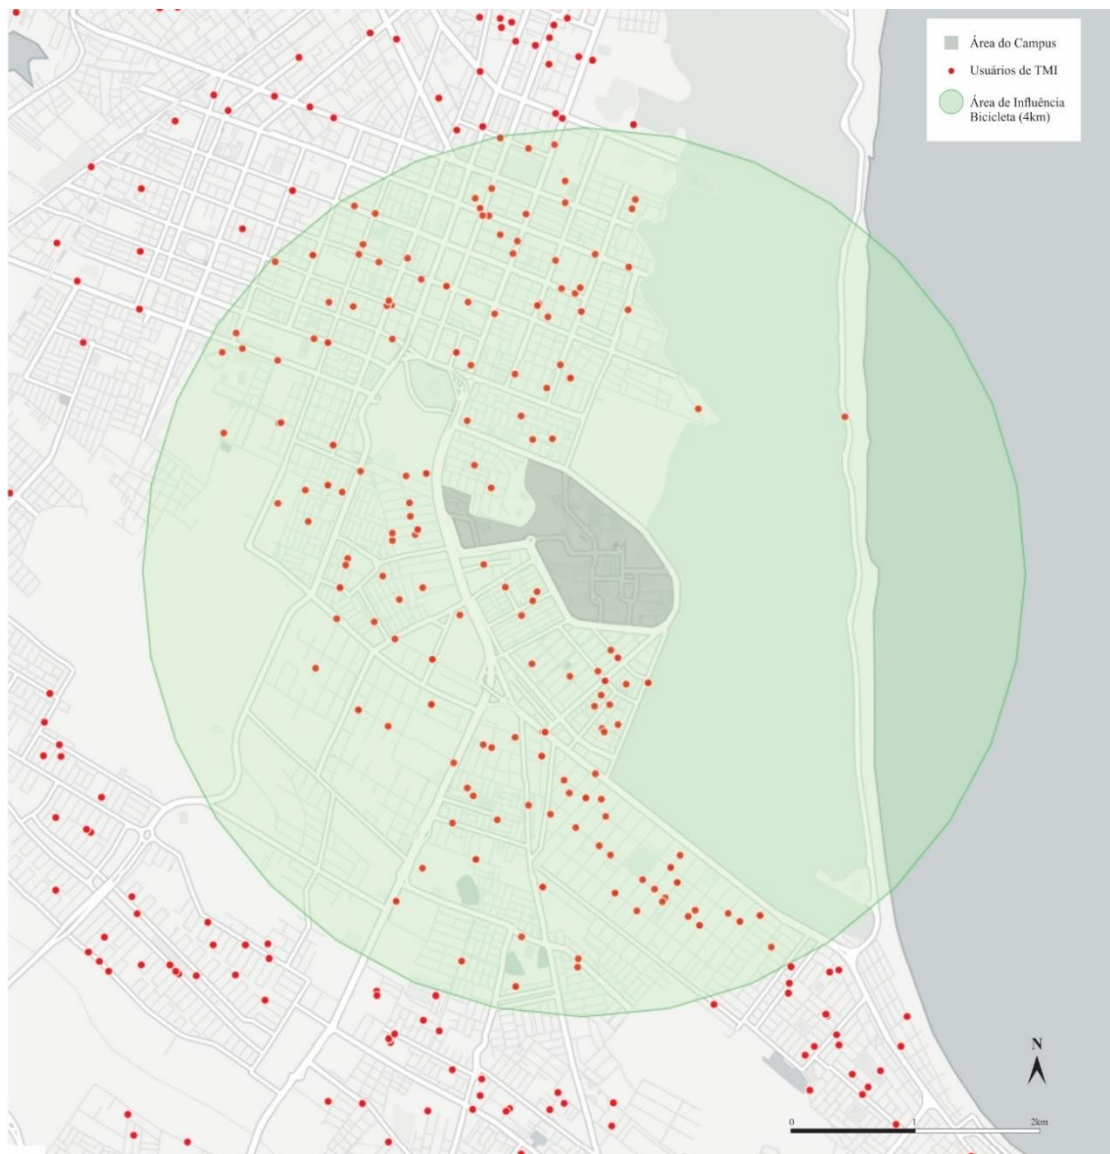 Área do Campus
Usuários de TMI
Área de Influência
Bicicleta (4km)
N
0 1 2km